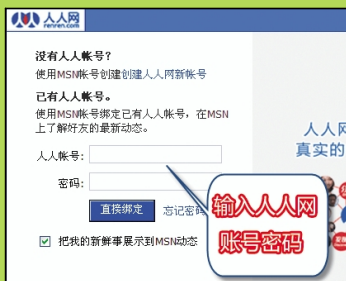 人人网
renren.com
没有人人帐号？
使用MSN帐号创建创建人人网新帐号
已有人人帐号。
使用MSN帐号绑定已有人人帐号，在MSN
上了解好友的最新动态。
人人网
真实的
人人帐号：
密码：
直接绑定 忘记密码
输入人人网
账号密码
把我的新鲜事展示到MSN动态